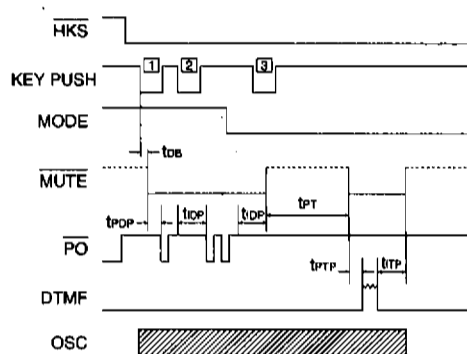 HKS
KEY PUSH 1 2 3
MODE
tDB
MUTE
tPDP tIDP tIDP tPT
PO
tPTP tITP
DTMF
OSC